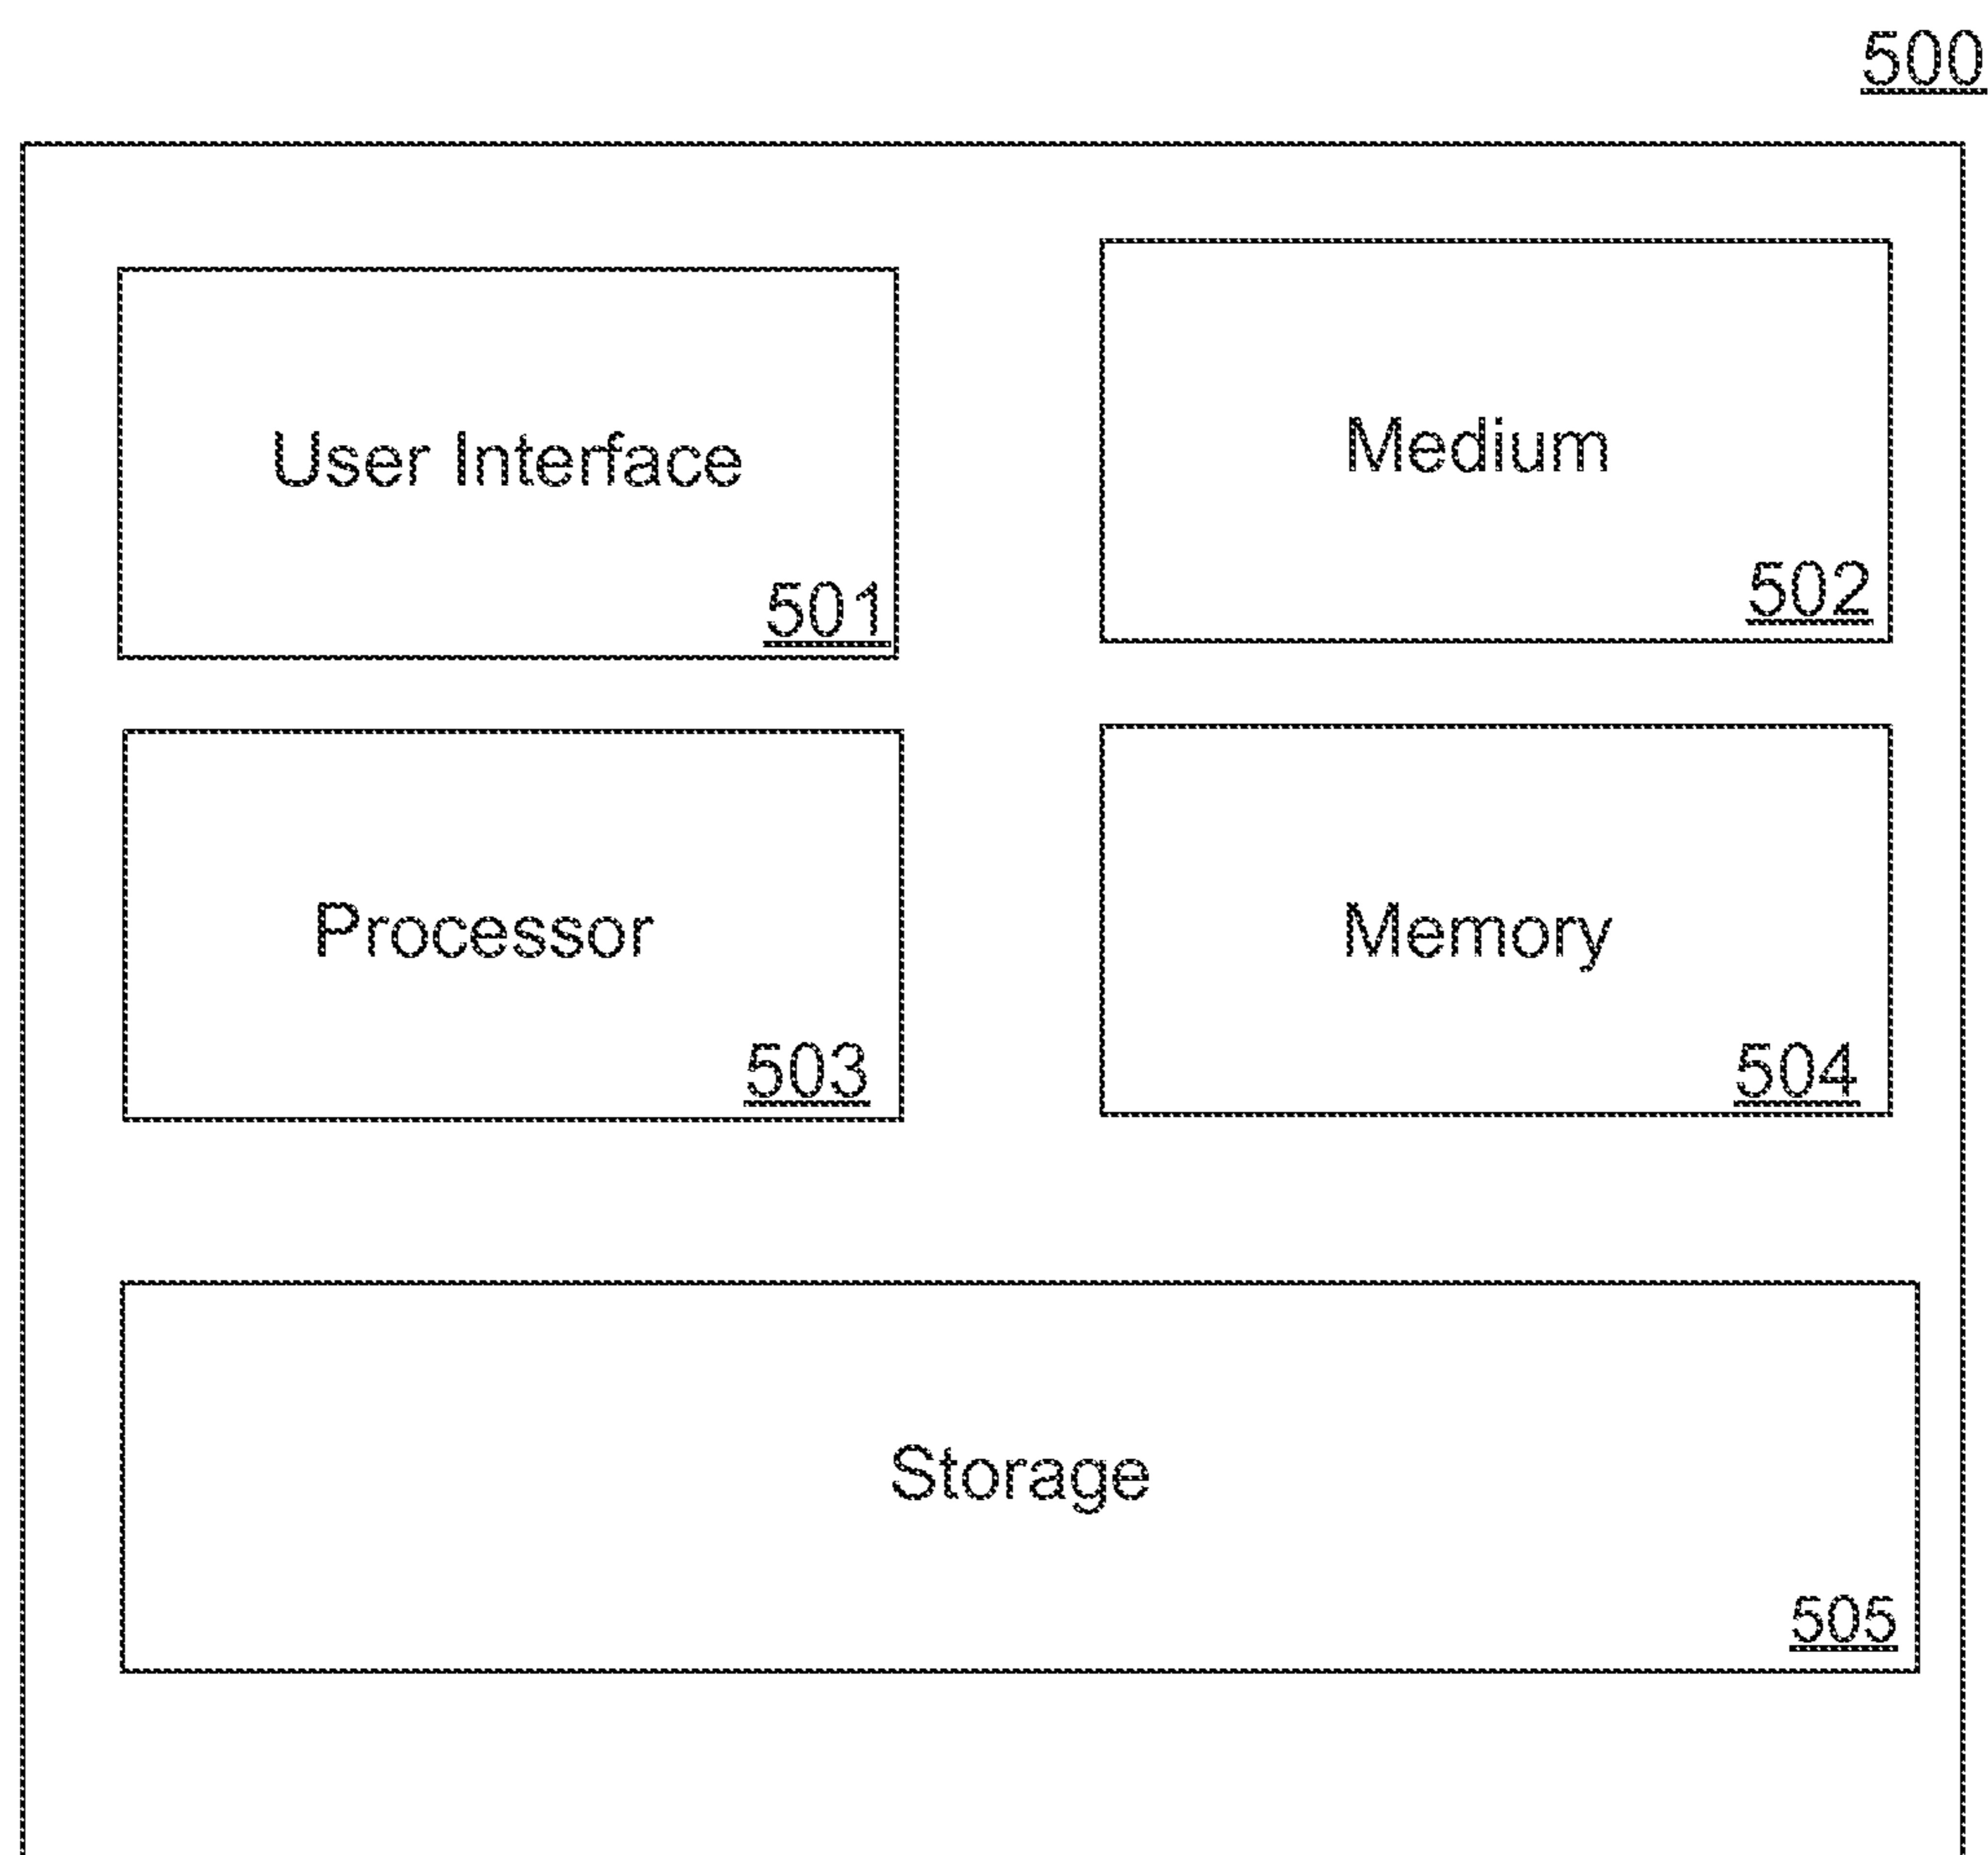 500
User Interface
501
Medium
502
Processor
503
Memory
504
Storage
505